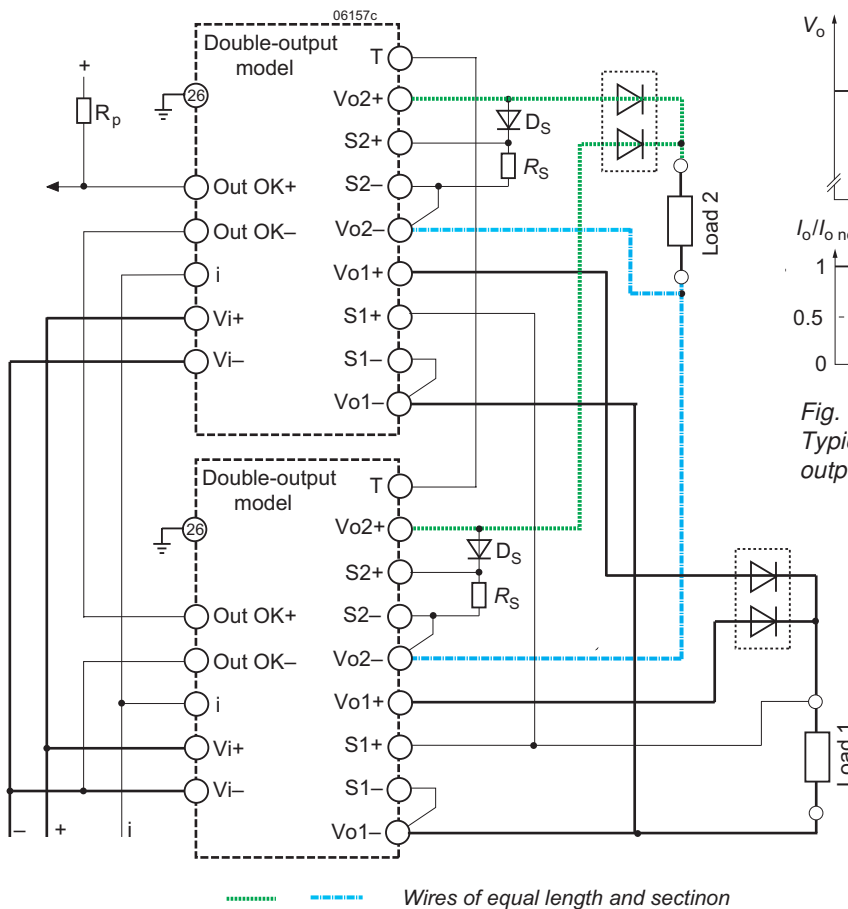 06157c
Double-output
model
26
+
Rp
Out OK+
Out OK–
i
Vi+
Vi–
T
Vo2+
S2+
S2–
Vo2–
Vo1+
S1+
S1–
Vo1–
DS
RS
Load 2
Double-output
model
26
Out OK+
Out OK–
i
Vi+
Vi–
T
Vo2+
S2+
S2–
Vo2–
Vo1+
S1+
S1–
Vo1–
DS
RS
Load 1
– + i
Wires of equal length and sectinon
Vo
Io/Io
1
0.5
0
Fig.